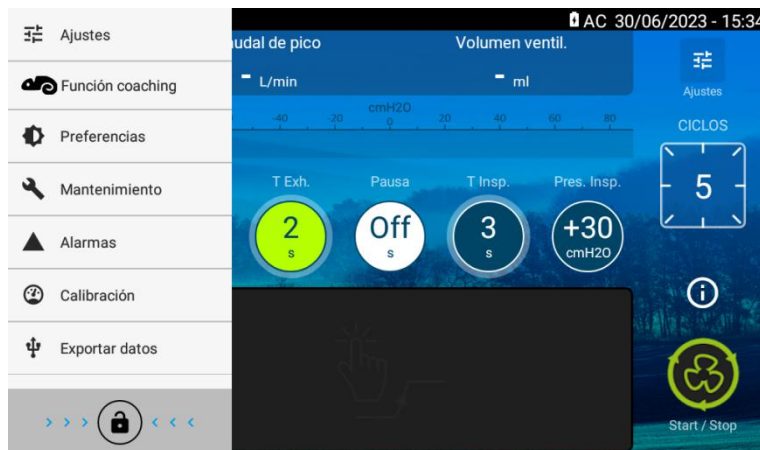 AC 30/06/2023 - 15:34
Ajustes
Función coaching
Preferencias
Mantenimiento
Alarmas
Calibración
Exportar datos
> > > < < <
audal de pico
Volumen ventil.
- L/min
- ml
cmH2O
-40 -20 0 20 40 60 80
T Exh.
Pausa
T Insp.
Pres. Insp.
2
Off
3
+30
s
s
s
cmH2O
Ajustes
CICLOS
5
Start / Stop